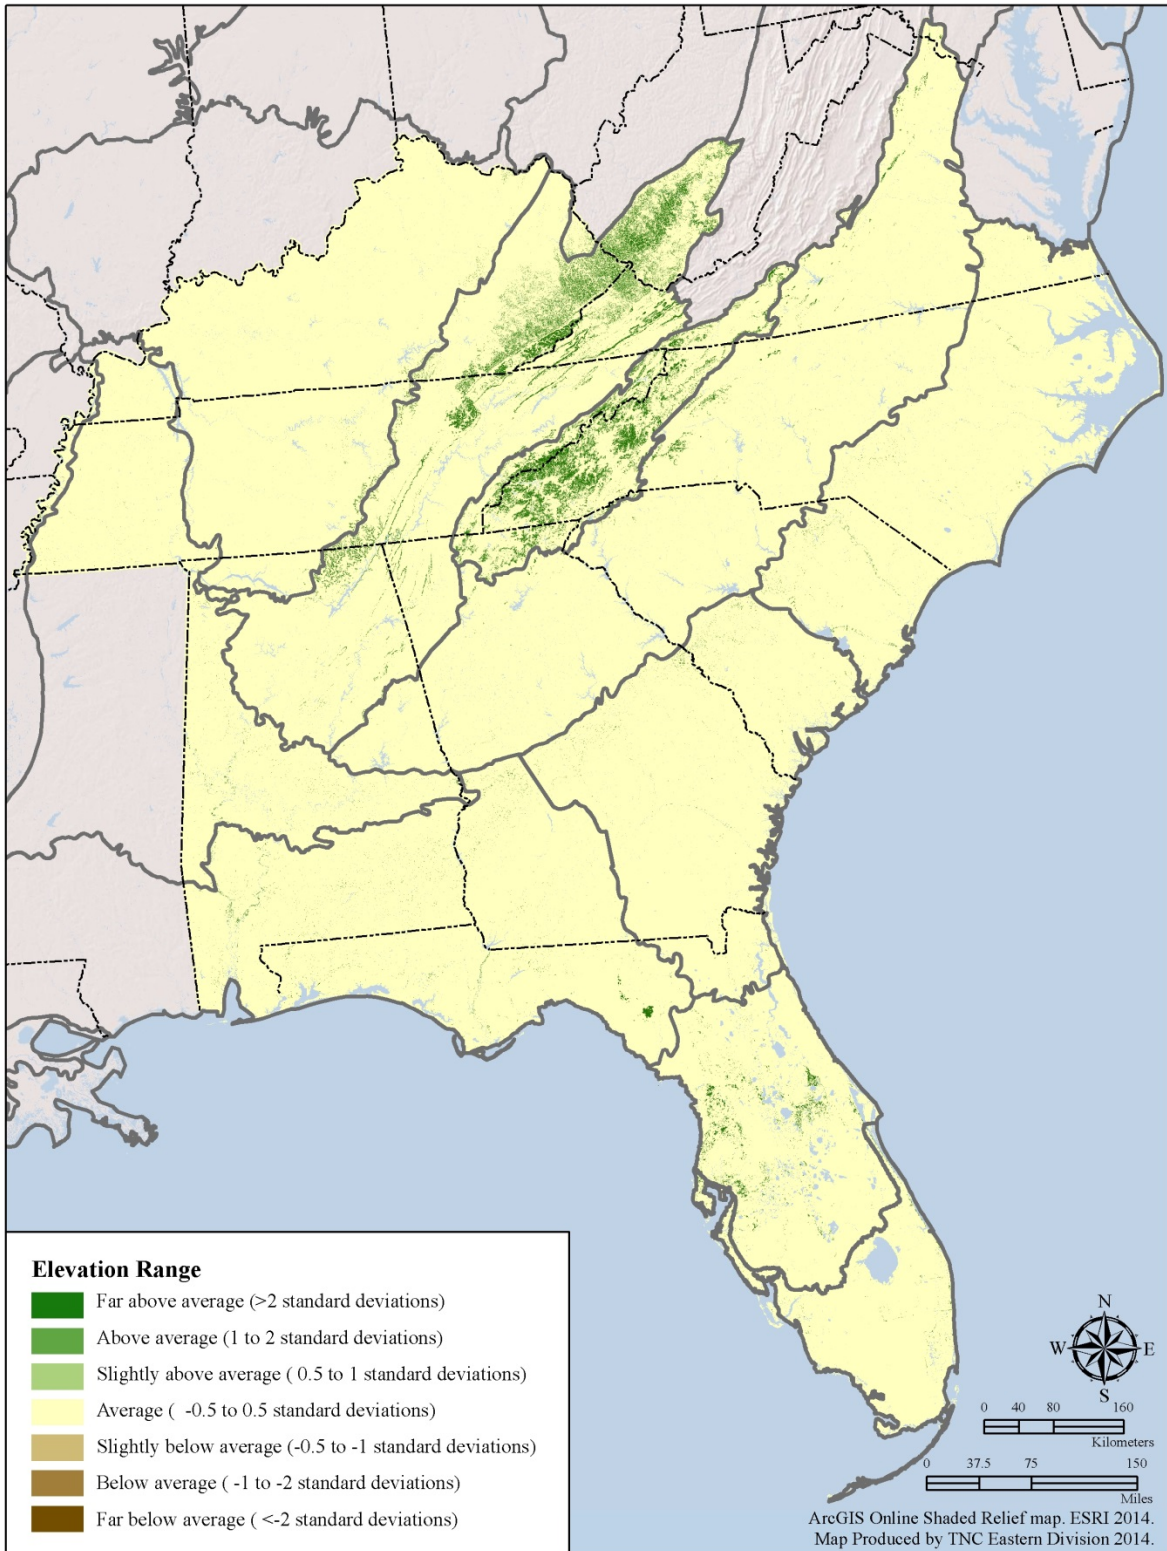 Elevation Range
Far above average (>2 standard deviations)
Above average (1 to 2 standard deviations)
Slightly above average ( 0.5 to 1 standard deviations)
Average ( -0.5 to 0.5 standard deviations)
Slightly below average (-0.5 to -1 standard deviations)
Below average ( -1 to -2 standard deviations)
Far below average ( <-2 standard deviations)
N
W E
S
0 40 80 160
Kilometers
0 37.5 75 150
Miles
ArcGIS Online Shaded Relief map. ESRI 2014.
Map Produced by TNC Eastern Division 2014.